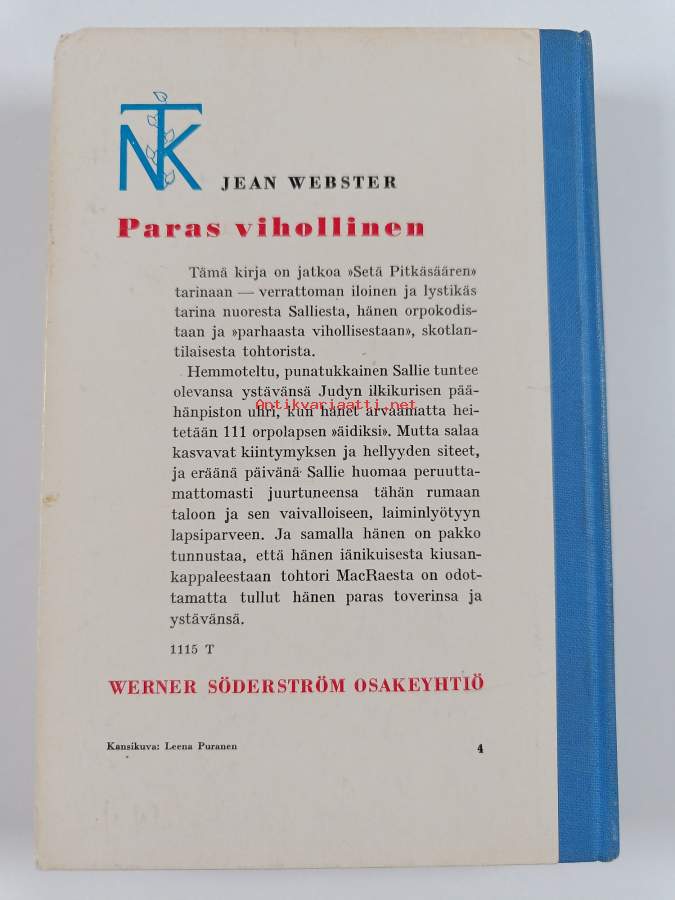 NTK
JEAN WEBSTER
Paras vihollinen
Tämä kirja on jatkoa »Setä Pitkäsäären»
tarinaan — verrattoman iloinen ja lystikäs
tarina nuoresta Salliesta, hänen orpokodis-
taan ja »parhaasta vihollisestaan», skotlan-
tilaisesta tohtorista.
Hemmoteltu, punatukkainen Sallie tuntee
olevansa ystävänsä Judyn ilkikurisen pää-
hänpiston uhri, kun hänet arvaamatta hei-
Antikvariaatti.net
tetään 111 orpolapsen »äidiksi». Mutta salaa
kasvavat kiintymyksen ja hellyyden siteet,
ja eräänä päivänä Sallie huomaa peruutta-
mattomasti juurtuneensa tähän rumaan
taloon ja sen vaivalloiseen, laiminlyötyyn
lapsiparveen. Ja samalla hänen on pakko
tunnustaa, että hänen iänikuisesta kiusan-
kappaleestaan tohtori MacRaesta on odot-
tamatta tullut hänen paras toverinsa ja
ystävänsä.
1115 T
WERNER SÖDERSTRÖM OSAKEYHTIÖ
Kansikuva: Leena Puranen 4